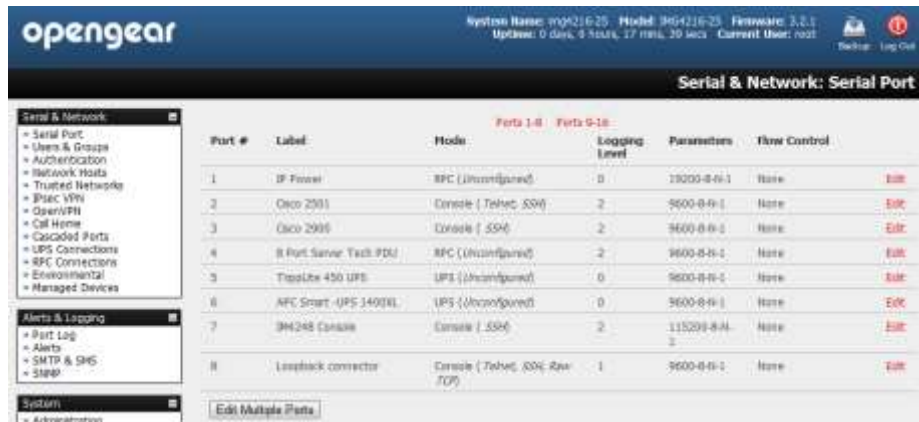 opengear
System Name: img4216-25 Model: IMG4216-25 Firmware: 3.2.1
Uptime: 0 days, 6 hours, 17 mins, 39 secs Current User: root
Backup Log Out
Serial & Network: Serial Port
Serial & Network
» Serial Port
» Users & Groups
» Authentication
» Network Hosts
» Trusted Networks
» IPsec VPN
» OpenVPN
» Call Home
» Cascaded Ports
» UPS Connections
» RPC Connections
» Environmental
» Managed Devices
Alerts & Logging
» Port Log
» Alerts
» SMTP & SMS
» SNMP
System
» Administration
Ports 1-8 Ports 9-16
Port # Label Mode Logging Level Parameters Flow Control
1 IP Power RPC (Unconfigured) 0 19200-8-N-1 None Edit
2 Cisco 2501 Console ( Telnet, SSH) 2 9600-8-N-1 None Edit
3 Cisco 2900 Console ( SSH) 2 9600-8-N-1 None Edit
4 8 Port Server Tech PDU RPC (Unconfigured) 0 9600-8-N-1 None Edit
5 TrippLite 450 UPS UPS (Unconfigured) 0 9600-8-N-1 None Edit
6 APC Smart -UPS 1400XL UPS (Unconfigured) 0 9600-8-N-1 None Edit
7 IM4248 Console Console ( SSH) 2 115200-8-N-1 None Edit
8 Loopback connector Console ( Telnet, SSH, Raw TCP) 1 9600-8-N-1 None Edit
Edit Multiple Ports